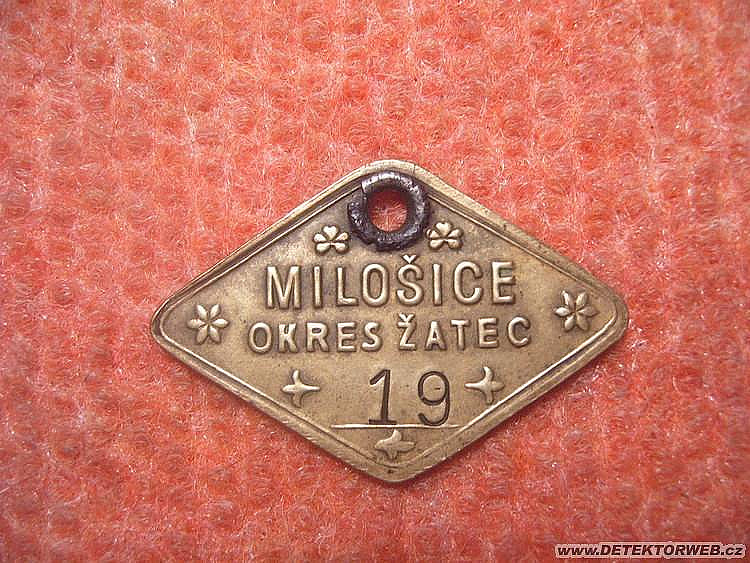 MILOŠICE
OKRES ŽATEC
19
www.DETEKTORWEB.cz